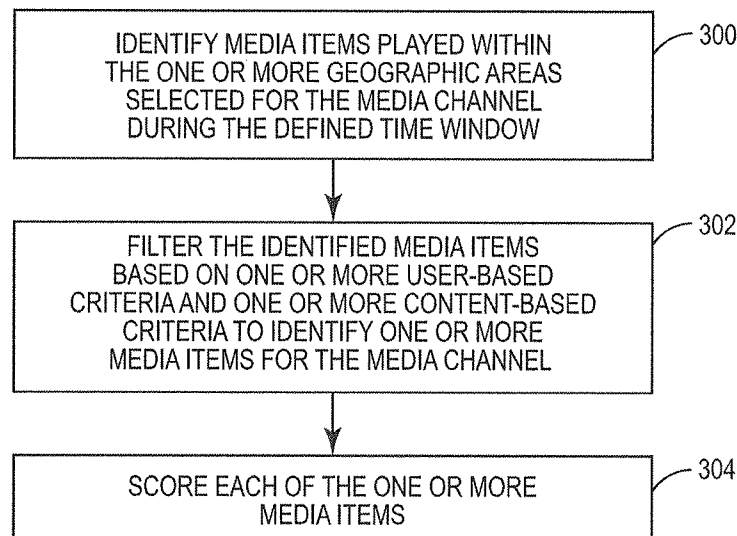 IDENTIFY MEDIA ITEMS PLAYED WITHIN
THE ONE OR MORE GEOGRAPHIC AREAS
SELECTED FOR THE MEDIA CHANNEL
DURING THE DEFINED TIME WINDOW
300
FILTER THE IDENTIFIED MEDIA ITEMS
BASED ON ONE OR MORE USER-BASED
CRITERIA AND ONE OR MORE CONTENT-BASED
CRITERIA TO IDENTIFY ONE OR MORE
MEDIA ITEMS FOR THE MEDIA CHANNEL
302
SCORE EACH OF THE ONE OR MORE
MEDIA ITEMS
304